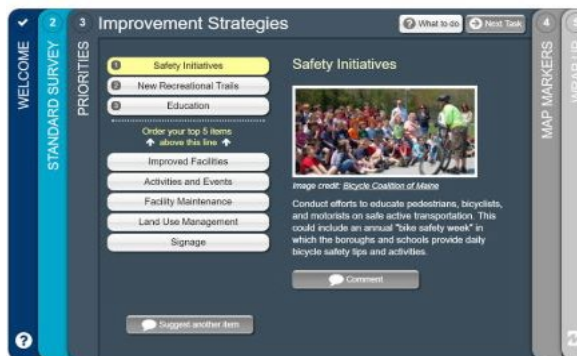 WELCOME
2
STANDARD SURVEY
3
PRIORITIES
Improvement Strategies
? What to do
Next Task
1 Safety Initiatives
2 New Recreational Trails
3 Education
Order your top 5 items
above this line
Improved Facilities
Activities and Events
Facility Maintenance
Land Use Management
Signage
Suggest another item
Safety Initiatives
Image credit: Bicycle Coalition of Maine
Conduct efforts to educate pedestrians, bicyclists,
and motorists on safe active transportation. This
could include an annual "bike safety week" in
which the boroughs and schools provide daily
bicycle safety tips and activities.
Comment
4
MAP MARKERS
5
WRAP UP
?